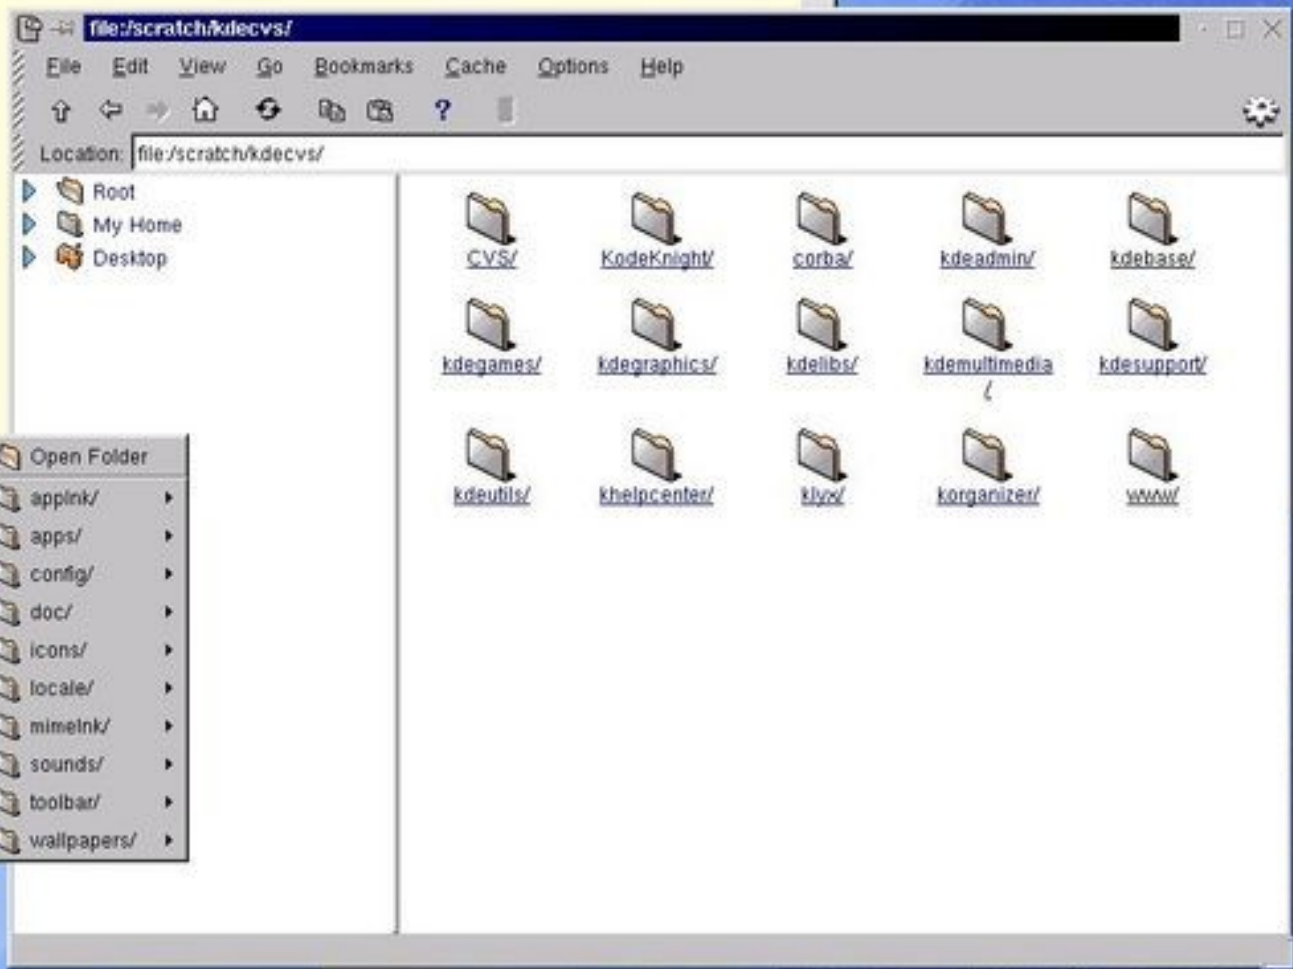 file:/scratch/kdecvs/
File Edit View Go Bookmarks Cache Options Help
?
Location: file:/scratch/kdecvs/
Root
My Home
Desktop
CVS/ KodeKnight/ corba/ kdeadmin/ kdebase/
kdegames/ kdegraphics/ kdelibs/ kdemultimedia kdesupport/
/
kdeutils/ khelpcenter/ klyx/ korganizer/ www/
Open Folder
applnk/
apps/
config/
doc/
icons/
locale/
mimelnk/
sounds/
toolbar/
wallpapers/